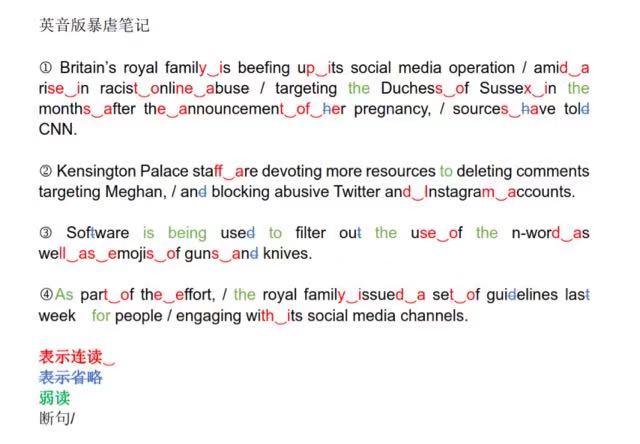 英音版暴虐笔记
① Britain’s royal family‿is beefing up‿its social media operation / amid‿a
rise‿in racist‿online‿abuse / targeting the Duchess‿of Sussex‿in the
months‿after the‿announcement‿of‿her pregnancy, / sources‿have told
CNN.
② Kensington Palace staff‿are devoting more resources to deleting comments
targeting Meghan, / and blocking abusive Twitter and‿Instagram‿accounts.
③ Software is being used to filter out the use‿of the n-word‿as
well‿as‿emojis‿of guns‿and knives.
④As part‿of the‿effort, / the royal family‿issued‿a set‿of guidelines last
week for people / engaging with‿its social media channels.
表示连读‿
表示省略
弱读
断句/